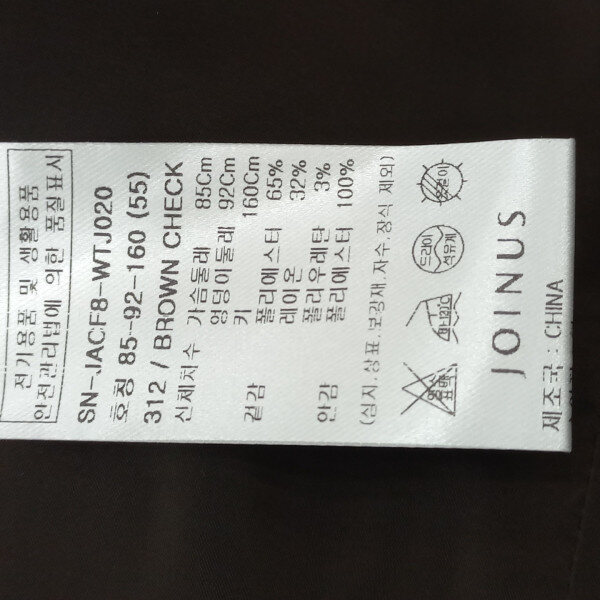 전기용품 및 생활용품
안전관리법에 의한 품질표시
SN-JACF8-WTJ020
호칭 85-92-160 (55)
312 / BROWN CHECK
신체치수 가슴둘레 85Cm
엉덩이둘레 92Cm
키 160Cm
겉감 폴리에스터 65%
레이온 32%
폴리우레탄 3%
안감 폴리에스터 100%
(심지, 상표, 보강재, 자수, 장식 제외)
염소표백
드라이
석유계
JOINUS
제조국 : CHINA